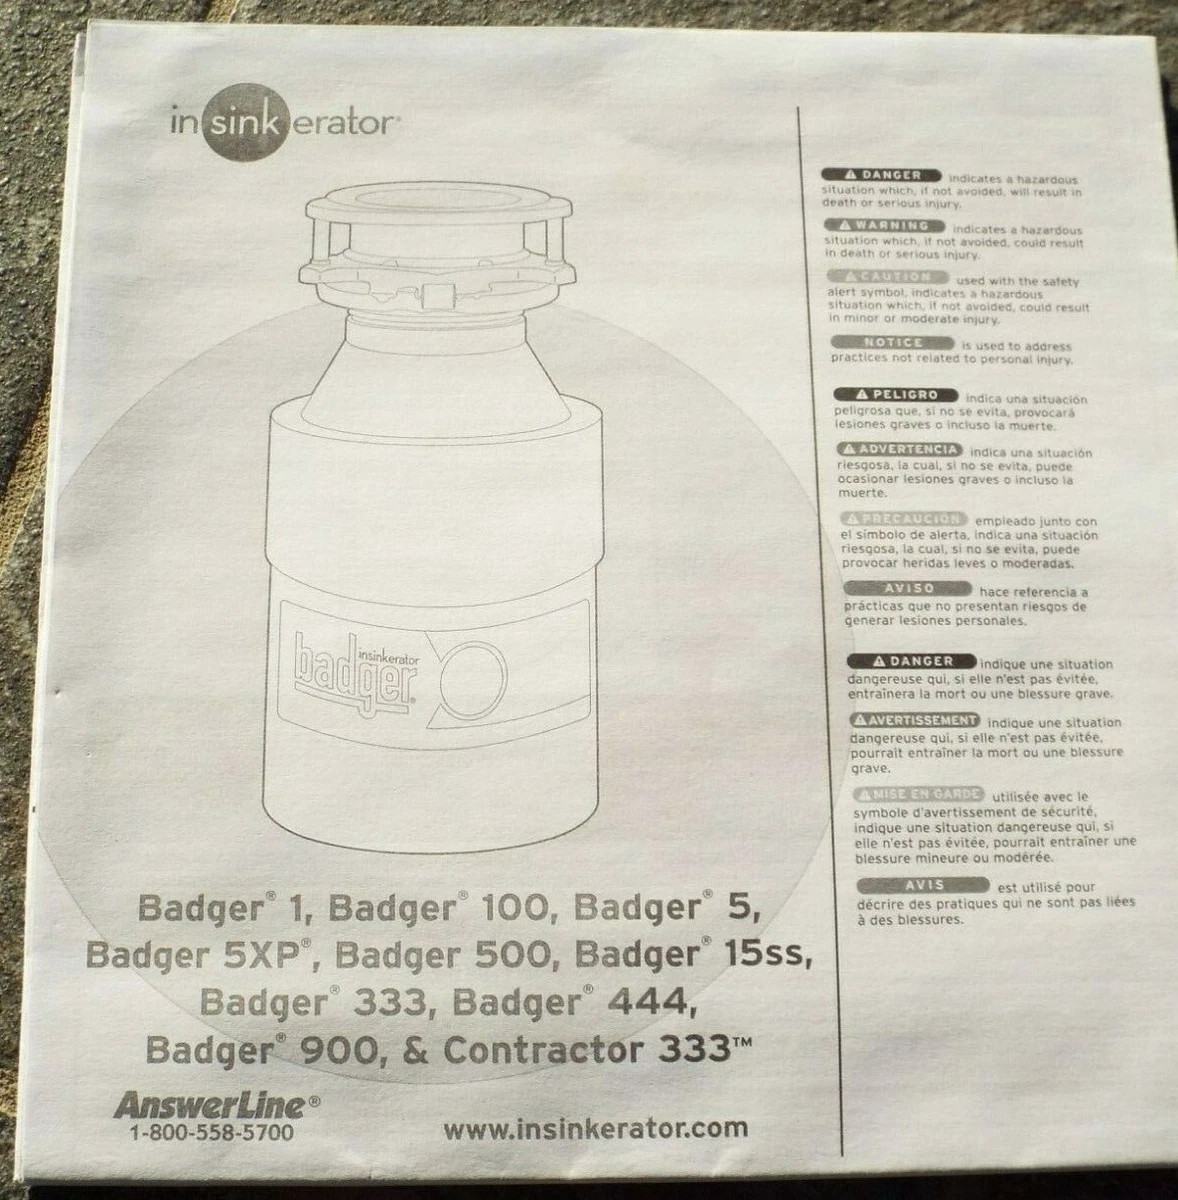 insinkerator®
insinkerator
badger®
Badger® 1, Badger® 100, Badger® 5,
Badger 5XP®, Badger 500, Badger® 15ss,
Badger® 333, Badger® 444,
Badger® 900, & Contractor 333™
AnswerLine®
1-800-558-5700
www.insinkerator.com
⚠ DANGER indicates a hazardous
situation which, if not avoided, will result in
death or serious injury.
⚠ WARNING indicates a hazardous
situation which, if not avoided, could result
in death or serious injury.
⚠ CAUTION used with the safety
alert symbol, indicates a hazardous
situation which, if not avoided, could result
in minor or moderate injury.
NOTICE is used to address
practices not related to personal injury.
⚠ PELIGRO indica una situación
peligrosa que, si no se evita, provocará
lesiones graves o incluso la muerte.
⚠ ADVERTENCIA indica una situación
riesgosa, la cual, si no se evita, puede
ocasionar lesiones graves o incluso la
muerte.
⚠ PRECAUCIÓN empleado junto con
el símbolo de alerta, indica una situación
riesgosa, la cual, si no se evita, puede
provocar heridas leves o moderadas.
AVISO hace referencia a
prácticas que no presentan riesgos de
generar lesiones personales.
⚠ DANGER indique une situation
dangereuse qui, si elle n'est pas évitée,
entraînera la mort ou une blessure grave.
⚠ AVERTISSEMENT indique une situation
dangereuse qui, si elle n'est pas évitée,
pourrait entraîner la mort ou une blessure
grave.
⚠ MISE EN GARDE utilisée avec le
symbole d'avertissement de sécurité,
indique une situation dangereuse qui, si
elle n'est pas évitée, pourrait entraîner une
blessure mineure ou modérée.
AVIS est utilisé pour
décrire des pratiques qui ne sont pas liées
à des blessures.